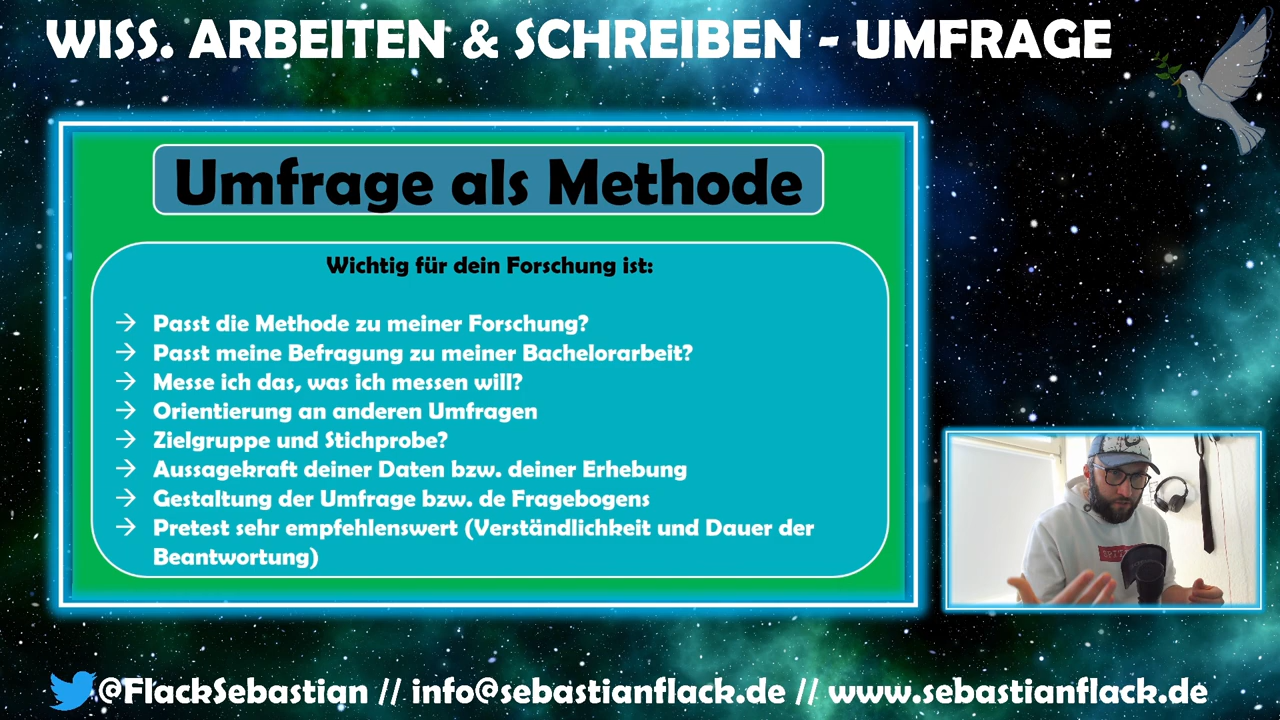 WISS. ARBEITEN & SCHREIBEN - UMFRAGE
Umfrage als Methode
Wichtig für dein Forschung ist:
→ Passt die Methode zu meiner Forschung?
→ Passt meine Befragung zu meiner Bachelorarbeit?
→ Messe ich das, was ich messen will?
→ Orientierung an anderen Umfragen
→ Zielgruppe und Stichprobe?
→ Aussagekraft deiner Daten bzw. deiner Erhebung
→ Gestaltung der Umfrage bzw. de Fragebogens
→ Pretest sehr empfehlenswert (Verständlichkeit und Dauer der
Beantwortung)
@FlackSebastian // info@sebastianflack.de // www.sebastianflack.de